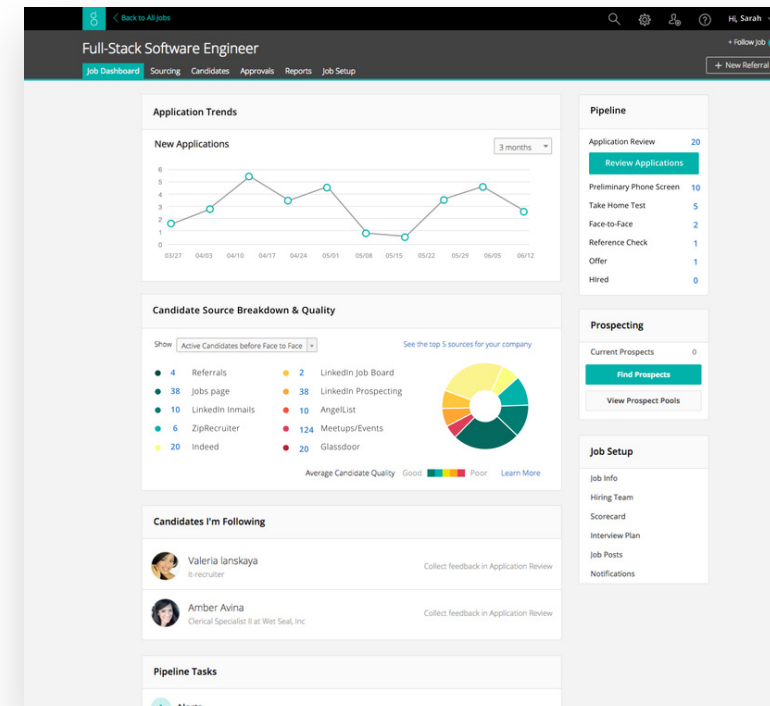 g
< Back to All Jobs
Hi, Sarah
Full-Stack Software Engineer
+ Follow Job
+ New Referral
Job Dashboard Sourcing Candidates Approvals Reports Job Setup
Application Trends
New Applications
3 months
6
5
4
3
2
1
0
03/27 04/03 04/10 04/17 04/24 05/01 05/08 05/15 05/22 05/29 06/05 06/12
Candidate Source Breakdown & Quality
Show Active Candidates before Face to Face
See the top 5 sources for your company
4 Referrals
38 Jobs page
10 LinkedIn Inmails
6 ZipRecruiter
20 Indeed
2 LinkedIn Job Board
38 LinkedIn Prospecting
10 AngelList
124 Meetups/Events
20 Glassdoor
Average Candidate Quality Good Poor Learn More
Candidates I'm Following
Valeria Ianskaya
it-recruiter
Collect feedback in Application Review
Amber Avina
Clerical Specialist II at Wet Seal, Inc
Collect feedback in Application Review
Pipeline Tasks
Alerts
Pipeline
Application Review 20
Review Applications
Preliminary Phone Screen 10
Take Home Test 5
Face-to-Face 2
Reference Check 1
Offer 1
Hired 0
Prospecting
Current Prospects 0
Find Prospects
View Prospect Pools
Job Setup
Job Info
Hiring Team
Scorecard
Interview Plan
Job Posts
Notifications